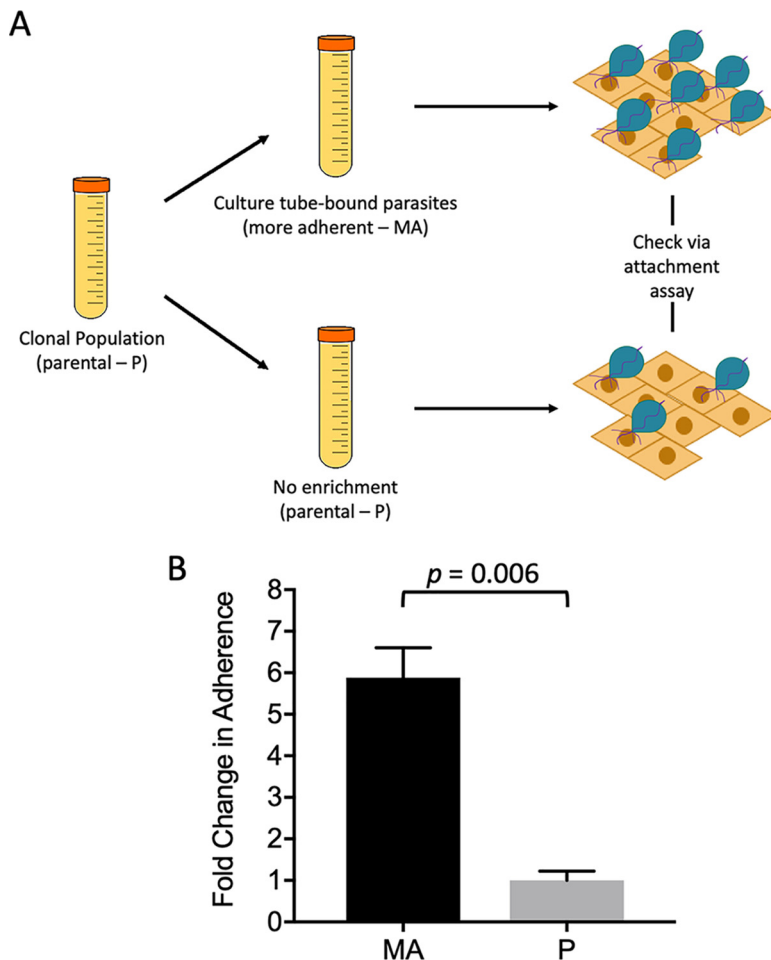 A
Culture tube-bound parasites
(more adherent – MA)
Check via
attachment
assay
Clonal Population
(parental – P)
No enrichment
(parental – P)
B
p = 0.006
Fold Change in Adherence
8
7
6
5
4
3
2
1
0
MA
P